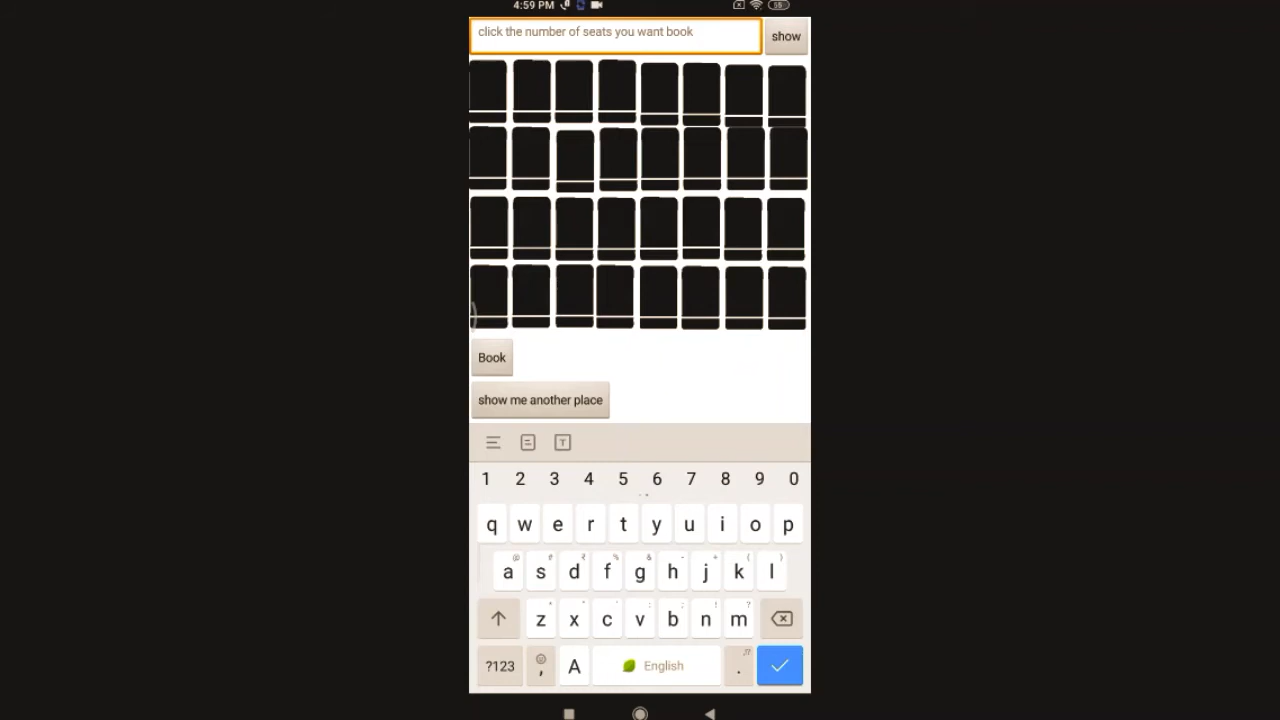 4:59 PM 58
click the number of seats you want book show
Book
show me another place
T
1 2 3 4 5 6 7 8 9 0
q w e r t y u i o p
@ # ₹ % & - + ( )
a s d f g h j k l
* " ' : ; ! ?
z x c v b n m
?123 , A English .